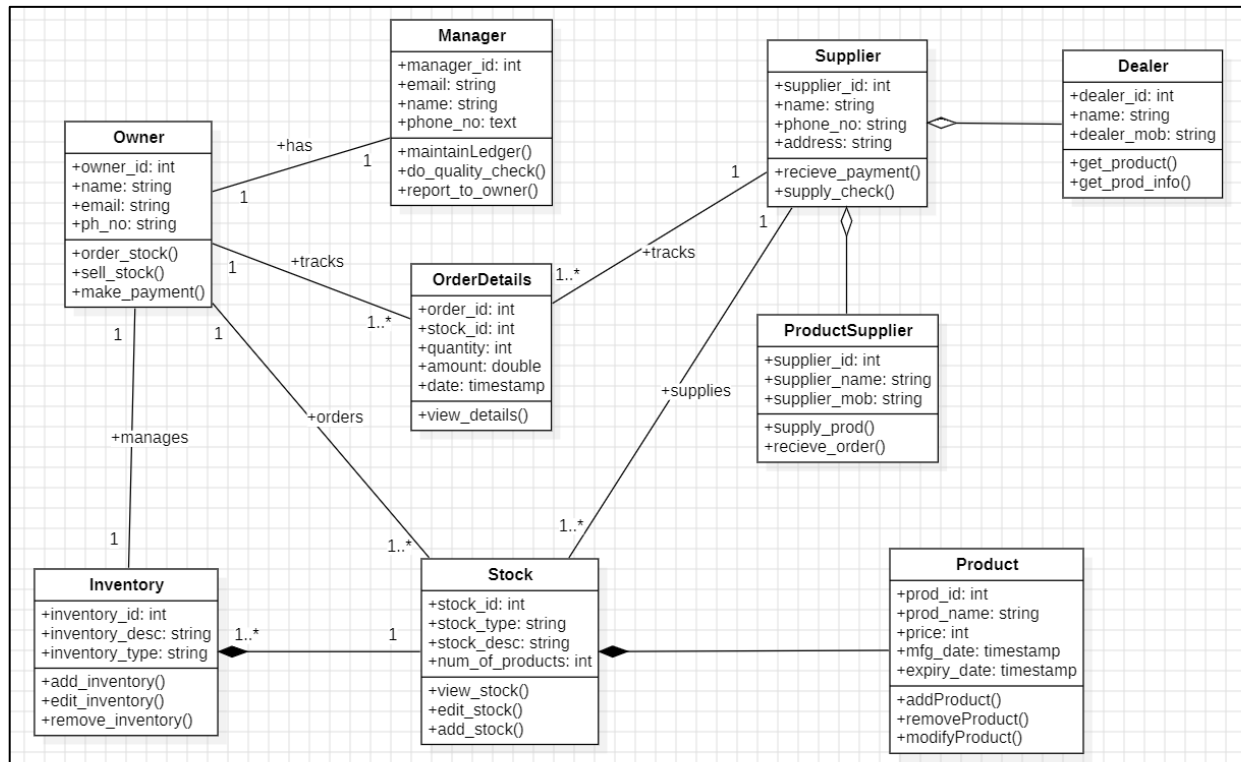 Manager
+manager_id: int
+email: string
+name: string
+phone_no: text
+maintainLedger()
+do_quality_check()
+report_to_owner()
Supplier
+supplier_id: int
+name: string
+phone_no: string
+address: string
+recieve_payment()
+supply_check()
Dealer
+dealer_id: int
+name: string
+dealer_mob: string
+get_product()
+get_prod_info()
Owner
+owner_id: int
+name: string
+email: string
+ph_no: string
+order_stock()
+sell_stock()
+make_payment()
+has
1
1
+tracks
1
1..*
OrderDetails
+order_id: int
+stock_id: int
+quantity: int
+amount: double
+date: timestamp
+view_details()
1
+tracks
1..*
1
+supplies
1..*
ProductSupplier
+supplier_id: int
+supplier_name: string
+supplier_mob: string
+supply_prod()
+recieve_order()
1
+manages
1
1
+orders
1..*
Inventory
+inventory_id: int
+inventory_desc: string
+inventory_type: string
+add_inventory()
+edit_inventory()
+remove_inventory()
1..*
1
Stock
+stock_id: int
+stock_type: string
+stock_desc: string
+num_of_products: int
+view_stock()
+edit_stock()
+add_stock()
Product
+prod_id: int
+prod_name: string
+price: int
+mfg_date: timestamp
+expiry_date: timestamp
+addProduct()
+removeProduct()
+modifyProduct()